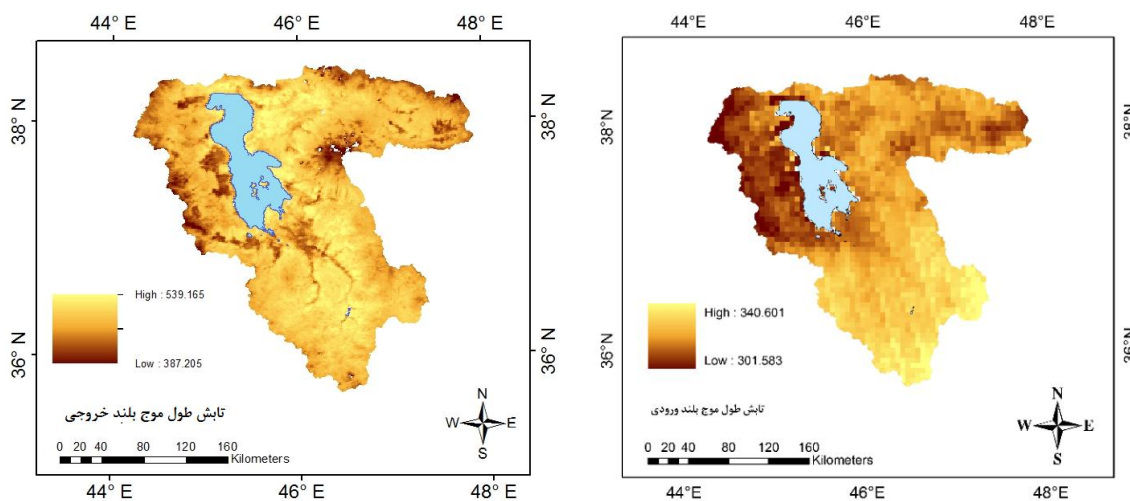 44° E 46° E 48° E
38° N
36° N
High : 539.165
Low : 387.205
تابش طول موج بلند خروجی
N
W E
S
0 20 40 80 120 160
Kilometers
44° E 46° E 48° E
44° E 46° E 48° E
38° N 38° N
36° N 36° N
High : 340.601
Low : 301.583
تابش طول موج بلند ورودی
N
W E
S
0 20 40 80 120 160
Kilometers
44° E 46° E 48° E